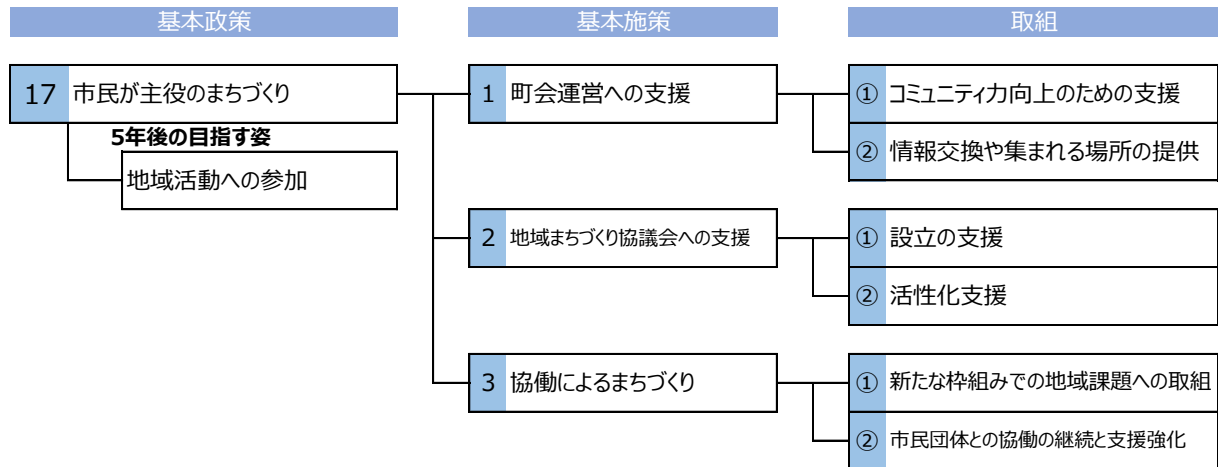 基本政策 基本施策 取組
17 市民が主役のまちづくり 1 町会運営への支援 ① コミュニティ力向上のための支援
5年後の目指す姿
② 情報交換や集まれる場所の提供
地域活動への参加
2 地域まちづくり協議会への支援 ① 設立の支援
② 活性化支援
3 協働によるまちづくり ① 新たな枠組みでの地域課題への取組
② 市民団体との協働の継続と支援強化